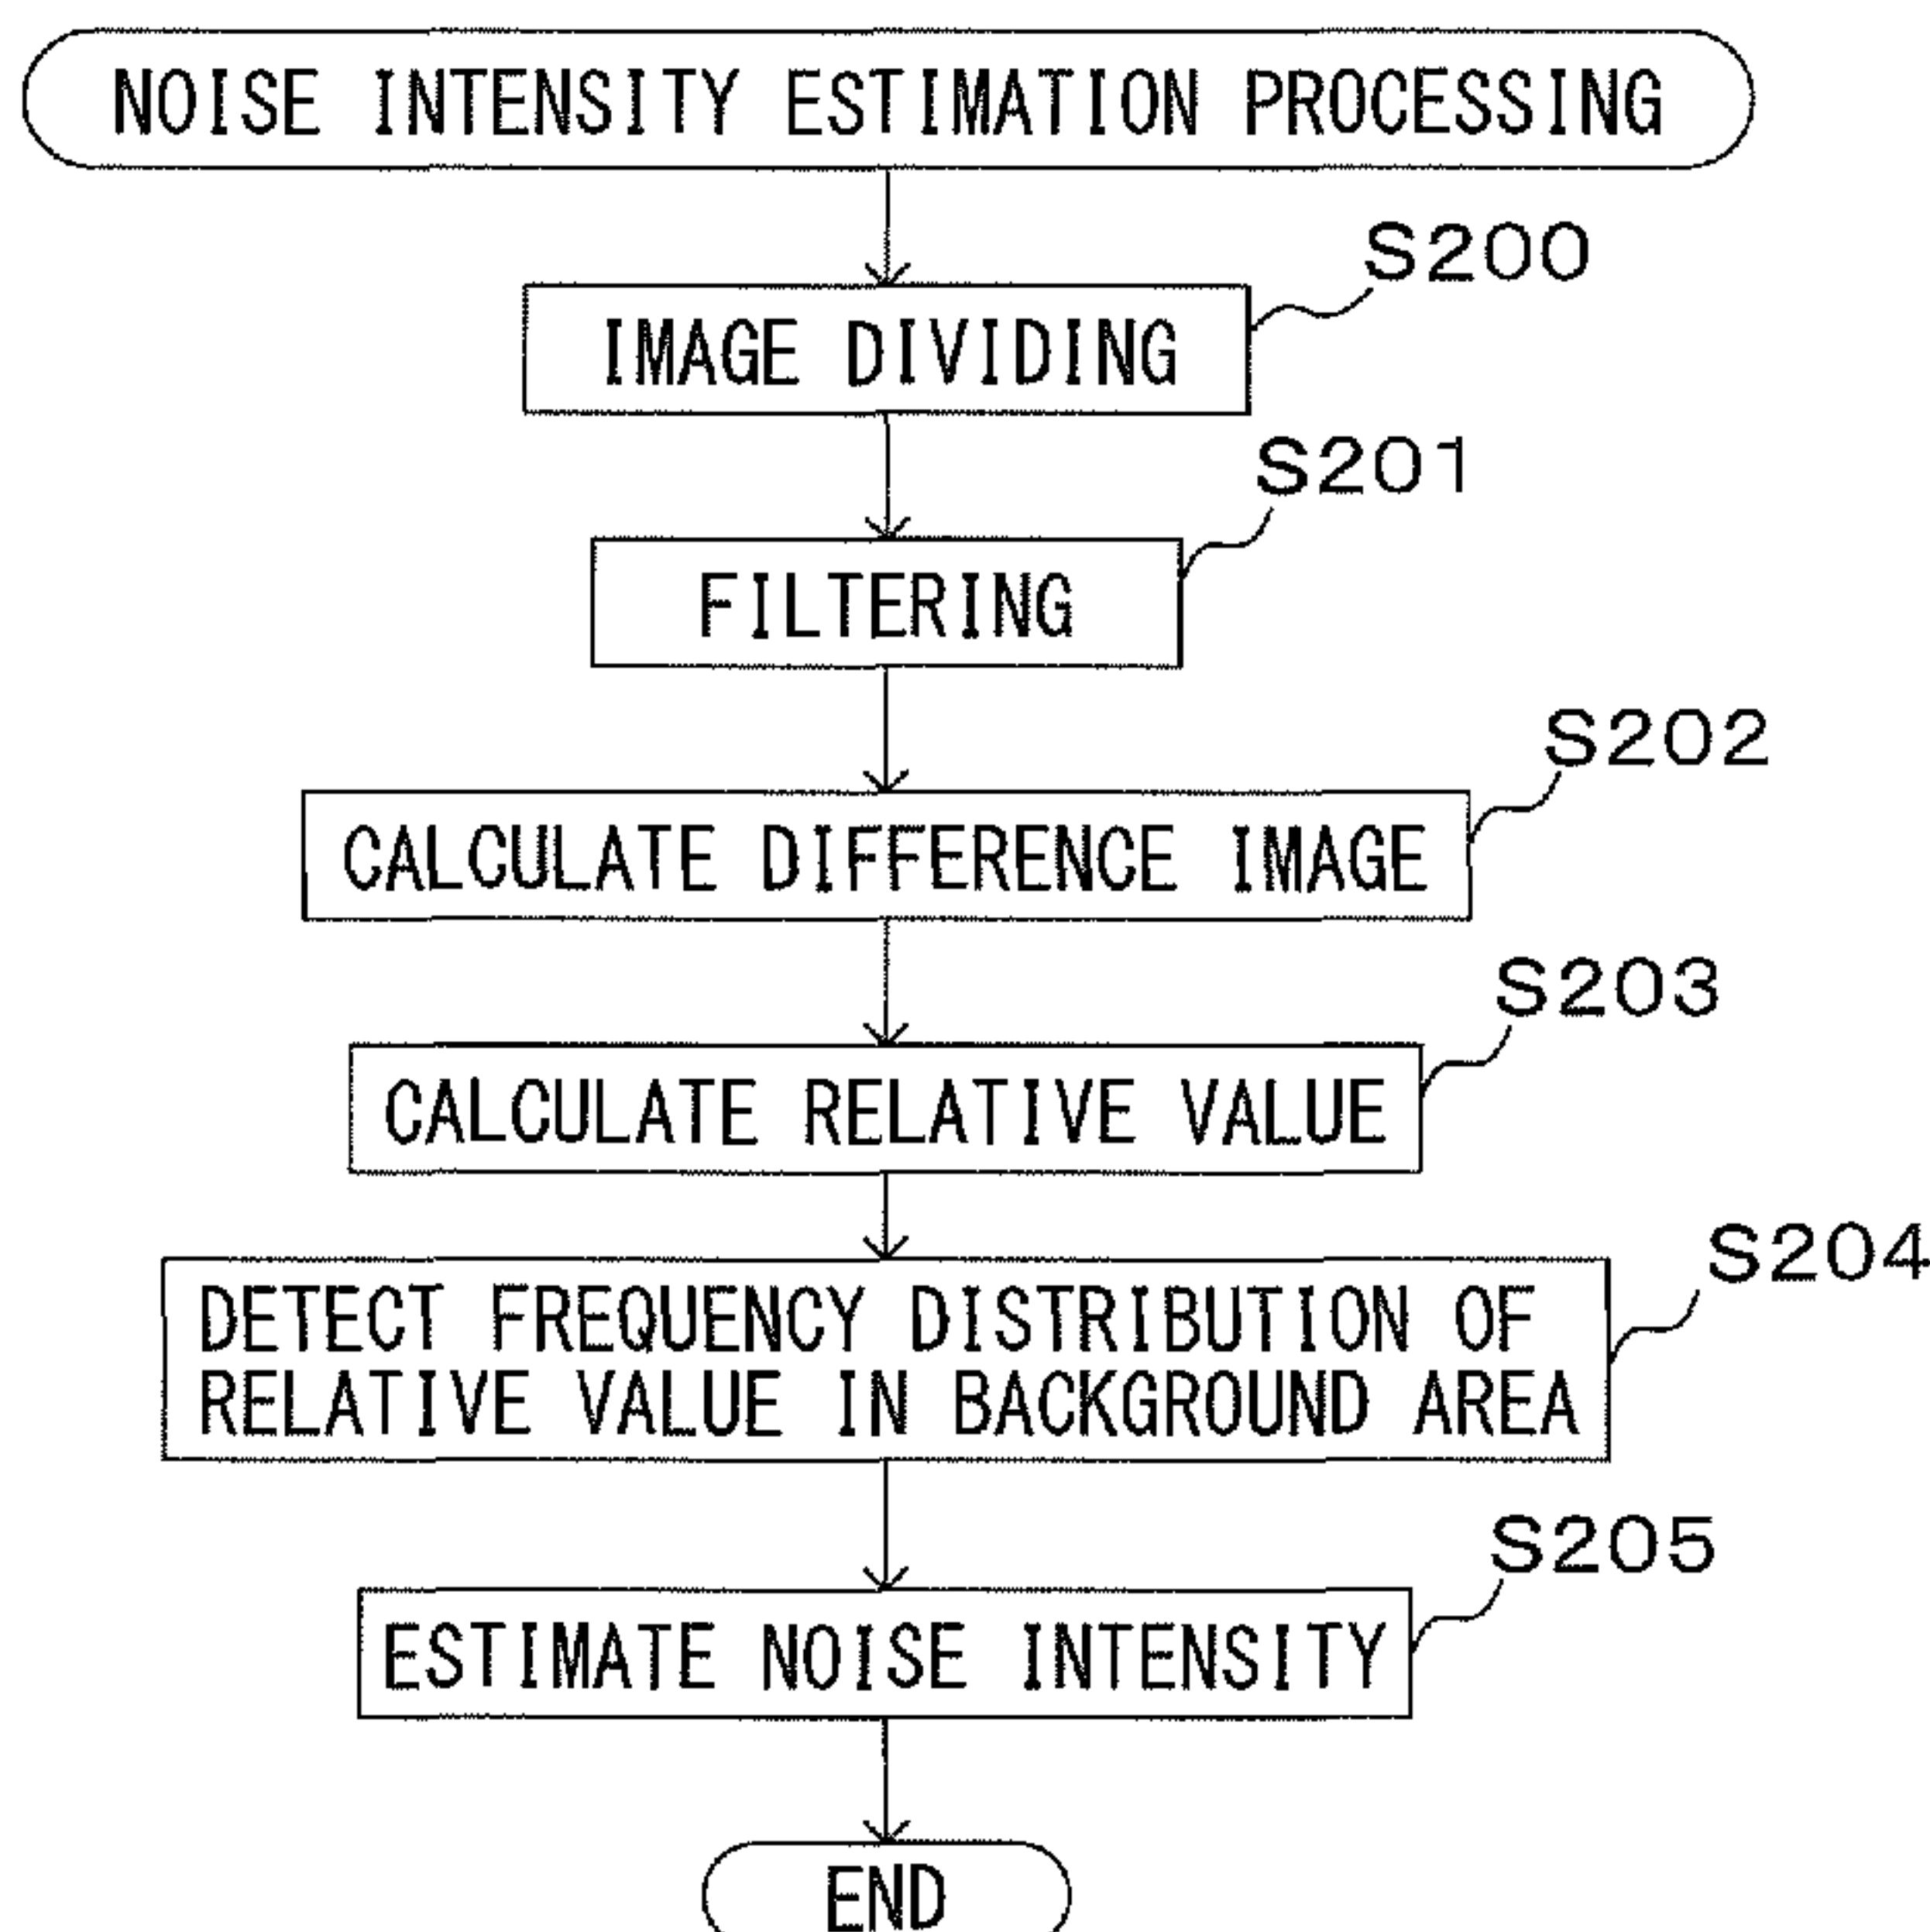 NOISE INTENSITY ESTIMATION PROCESSING
S200
IMAGE DIVIDING
S201
FILTERING
S202
CALCULATE DIFFERENCE IMAGE
S203
CALCULATE RELATIVE VALUE
S204
DETECT FREQUENCY DISTRIBUTION OF
RELATIVE VALUE IN BACKGROUND AREA
S205
ESTIMATE NOISE INTENSITY
END